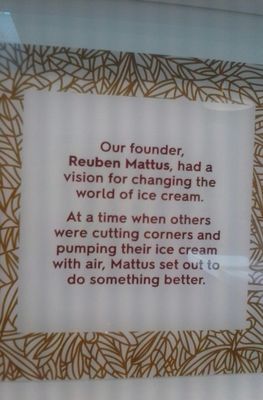 Our founder,
Reuben Mattus, had a
vision for changing the
world of ice cream.
At a time when others
were cutting corners and
pumping their ice cream
with air, Mattus set out to
do something better.